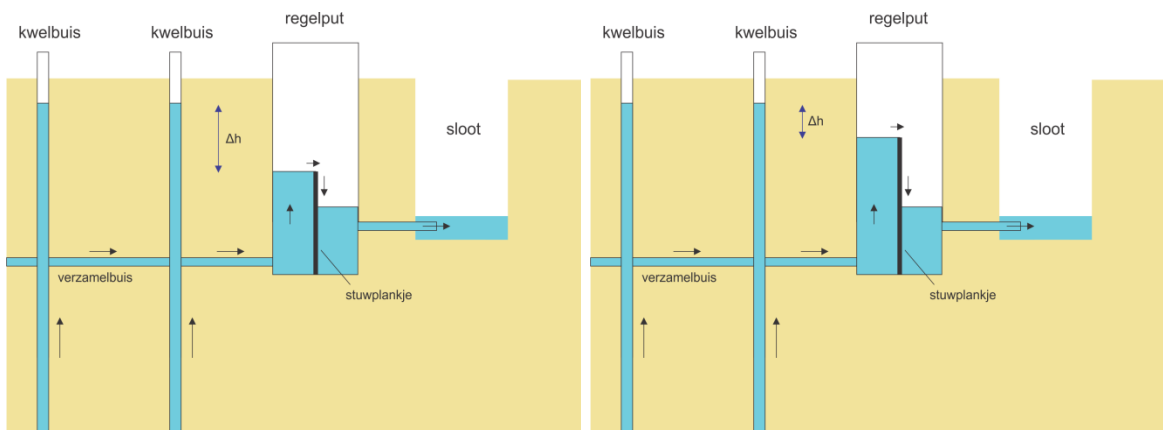 regelput
kwelbuis
kwelbuis
Δh
sloot
verzamelbuis
stuwplankje
regelput
kwelbuis
kwelbuis
Δh
sloot
verzamelbuis
stuwplankje